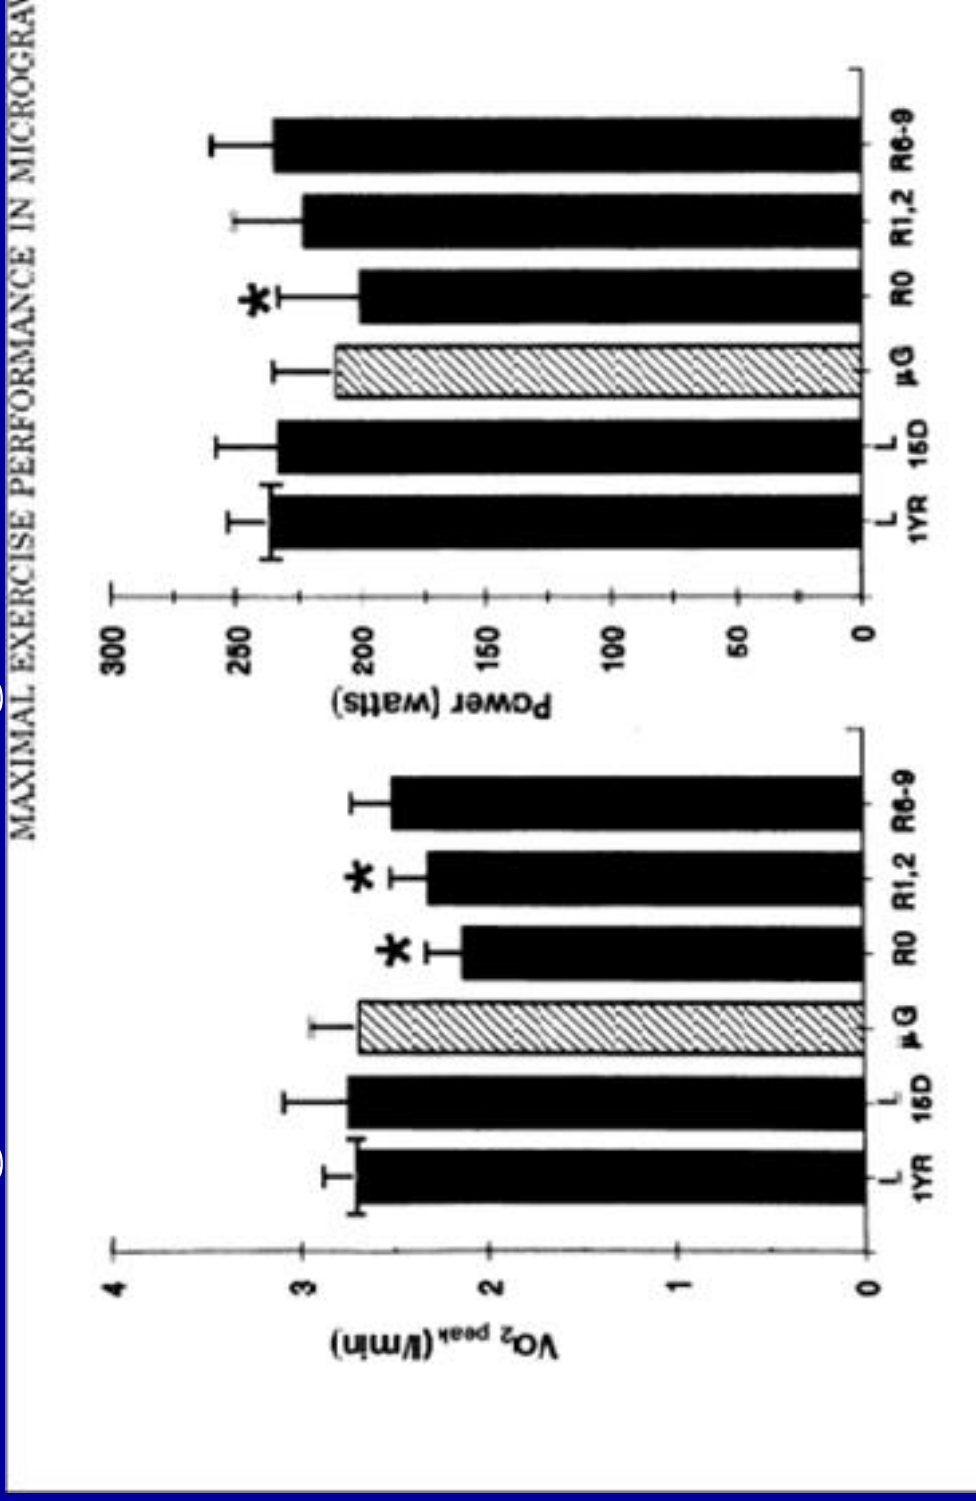 MAXIMAL EXERCISE PERFORMANCE IN
VO2 peak (l/min)
4
3
2
1
0
L
1YR
L
15D
µG
R0
R1,2
R6-9
*
*
Power (watts)
300
250
200
150
100
50
0
L
1YR
L
15D
µG
R0
R1,2
R6-9
*